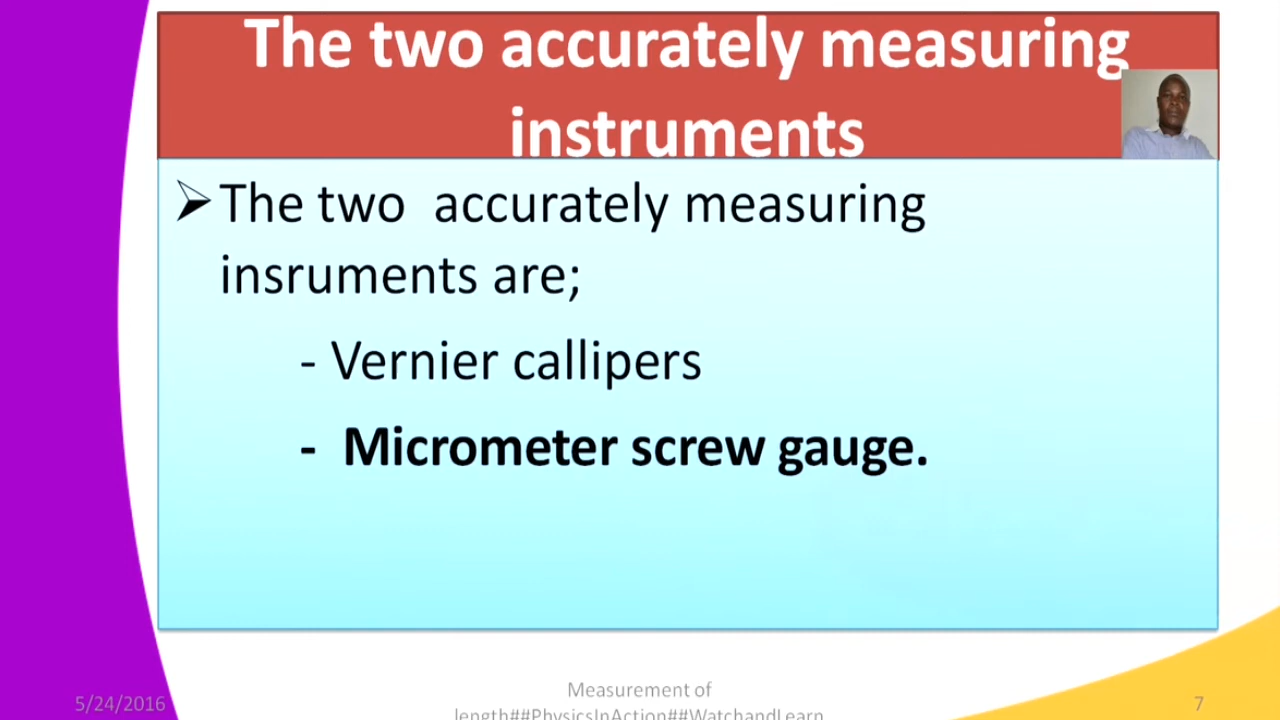 The two accurately measuring
instruments
➢The two accurately measuring
insruments are;
- Vernier callipers
- Micrometer screw gauge.
5/24/2016
Measurement of
length##PhysicsInAction##WatchandLearn
7